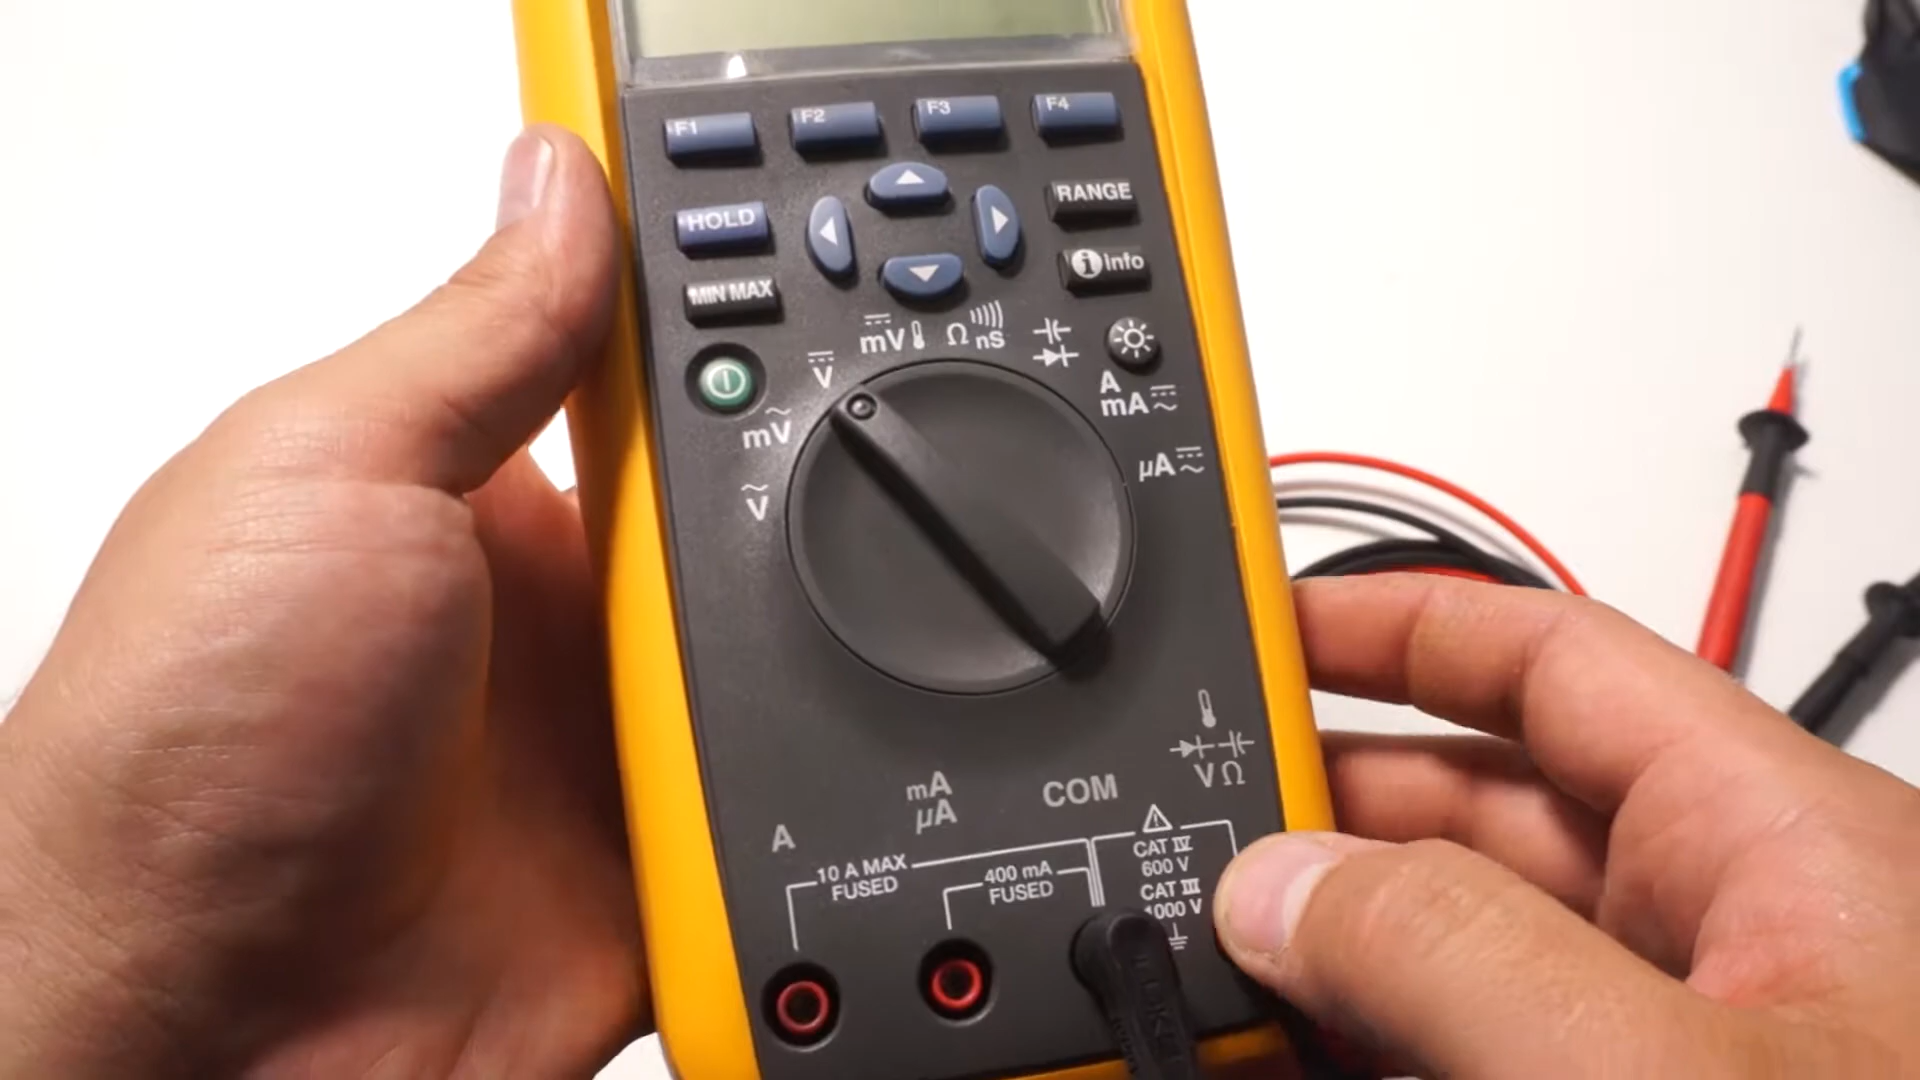 F1
F2
F3
F4
HOLD
RANGE
MIN MAX
info
mV
Ω
nS
V
A
mA
mV
µA
V
mA
µA
COM
V Ω
A
10 A MAX
FUSED
400 mA
FUSED
CAT IV
600 V
CAT III
1000 V